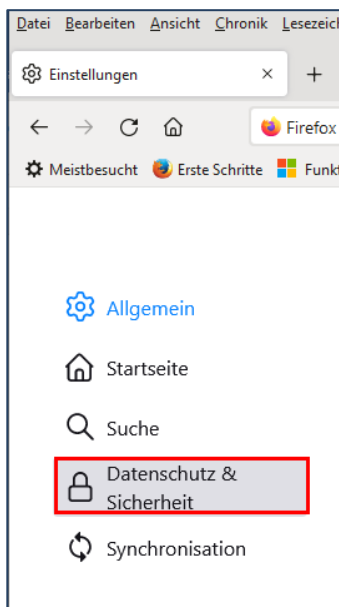 Datei Bearbeiten Ansicht Chronik
Einstellungen
Firefox
Meistbesucht Erste Schritte
Allgemein
Startseite
Suche
Datenschutz &
Sicherheit
Synchronisation